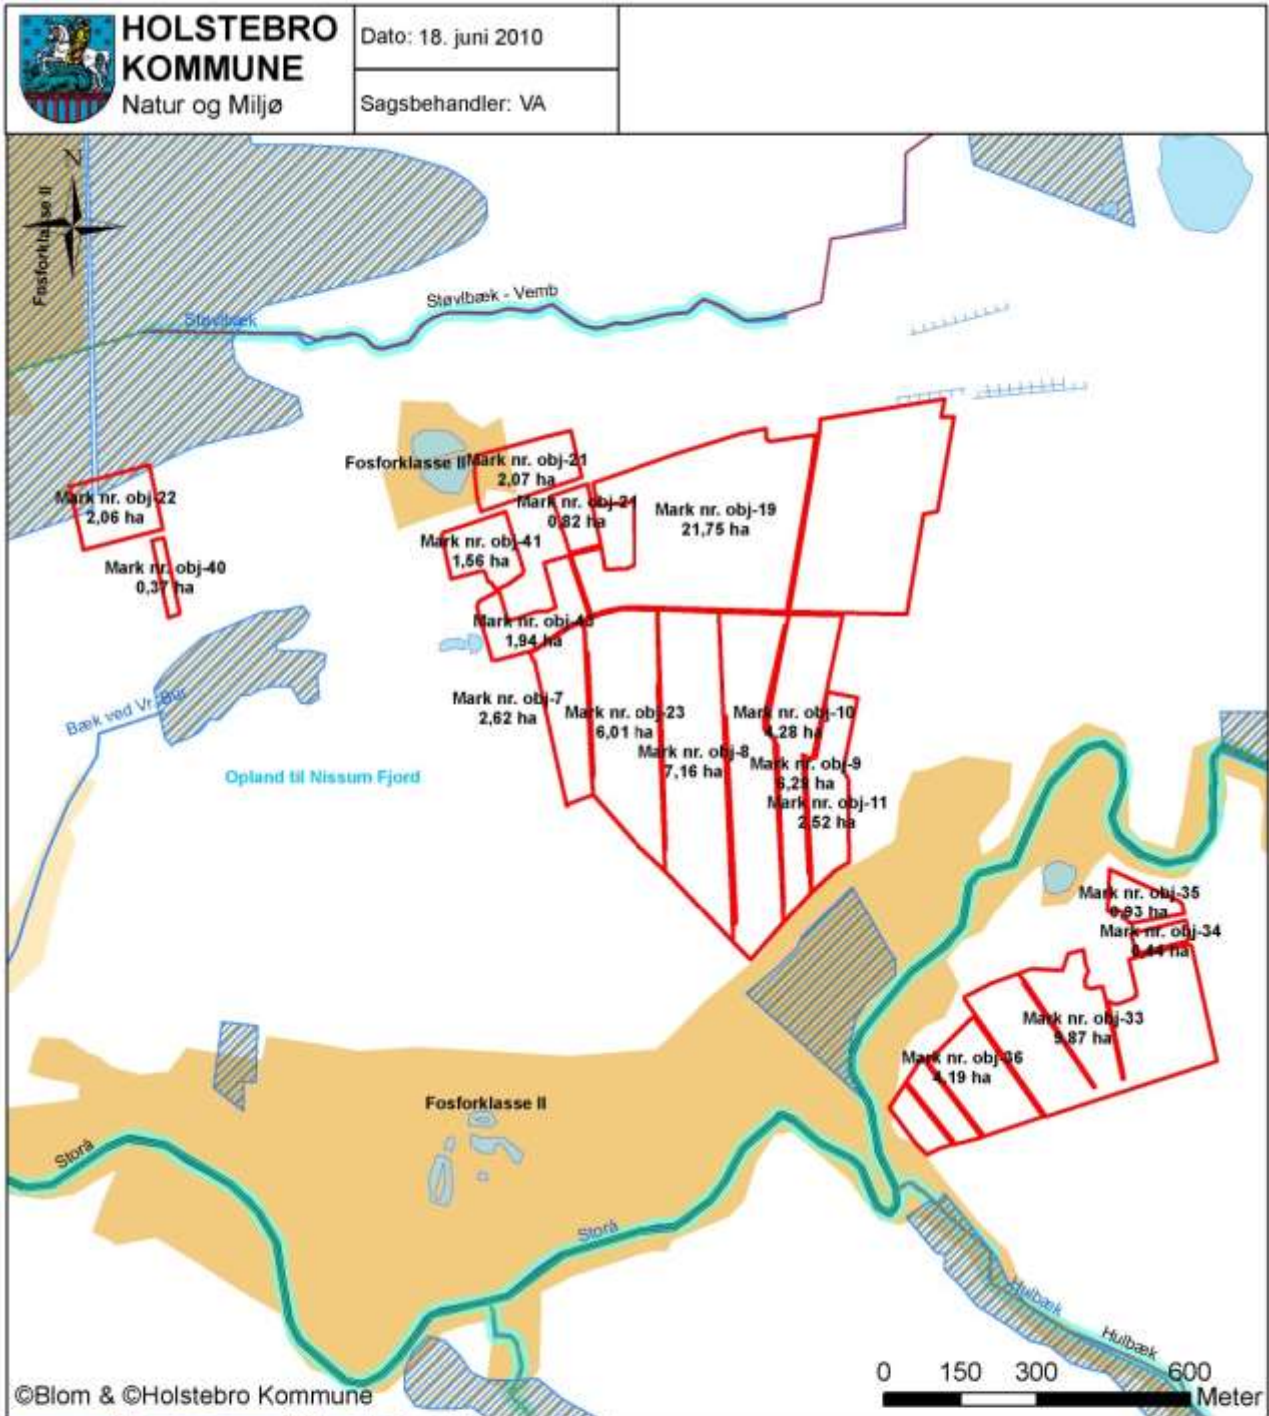 HOLSTEBRO
KOMMUNE
Natur og Miljø
Dato: 18. juni 2010
Sagsbehandler: VA
Fosforklasse II
Z
Støvlbæk
Støvlbæk - Vemb
Fosforklasse II
Mark nr. obj-21
2,07 ha
Mark nr. obj-22
2,06 ha
Mark nr. obj-24
0,82 ha
Mark nr. obj-19
21,75 ha
Mark nr. obj-41
1,56 ha
Mark nr. obj-40
0,37 ha
Mark nr. obj-43
1,94 ha
Bæk ved Vr. Bur
Mark nr. obj-7
2,62 ha
Mark nr. obj-23
6,01 ha
Mark nr. obj-10
4,28 ha
Mark nr. obj-8
7,16 ha
Mark nr. obj-9
6,29 ha
Opland til Nissum Fjord
Mark nr. obj-11
2,52 ha
Mark nr. obj-35
0,93 ha
Mark nr. obj-34
0,44 ha
Mark nr. obj-33
9,87 ha
Mark nr. obj-36
4,19 ha
Fosforklasse II
Storå
Storå
Hulbæk
Hulbæk
0 150 300 600
Meter
©Blom & ©Holstebro Kommune